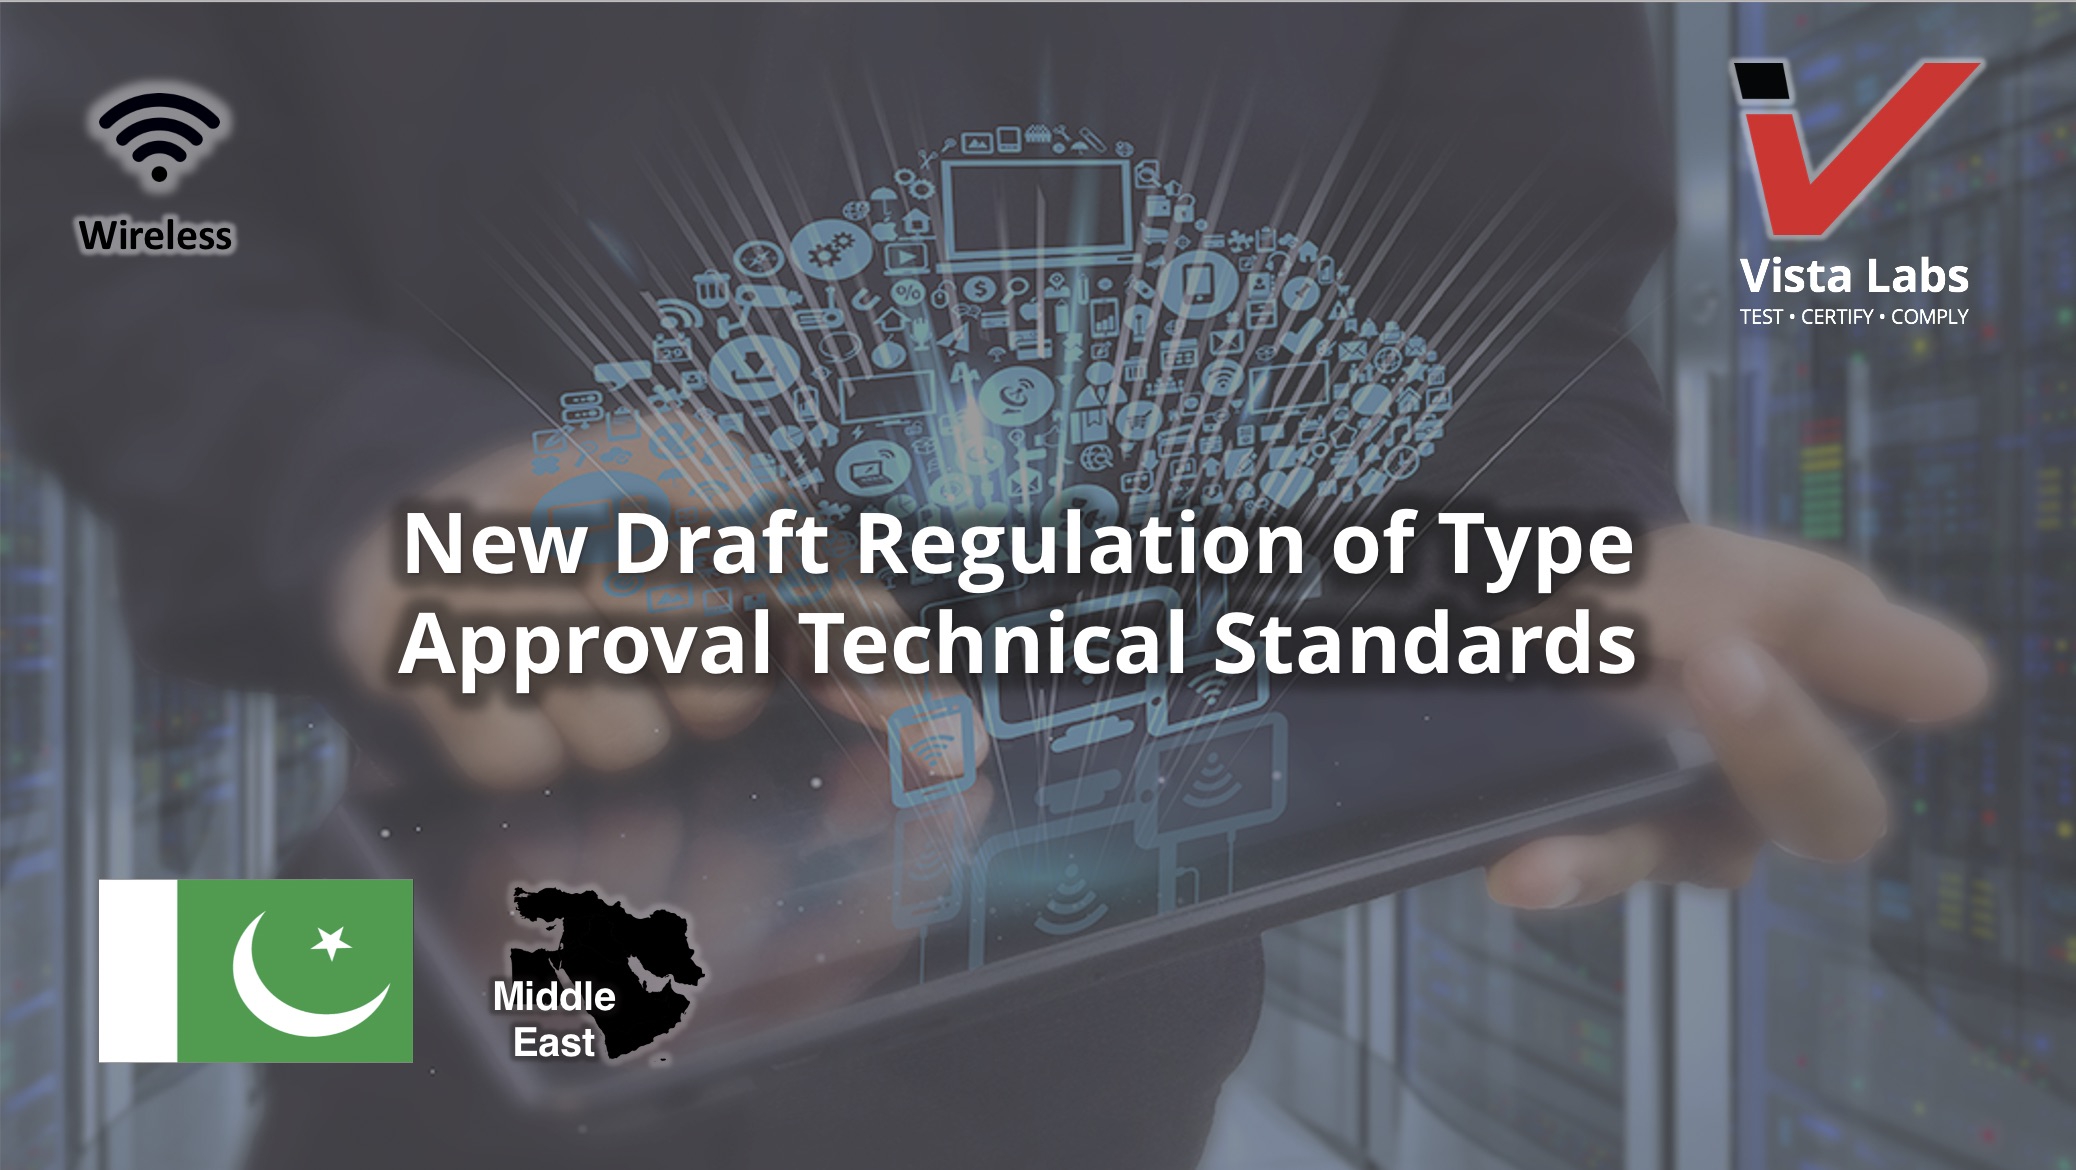 Wireless
Vista Labs
TEST • CERTIFY • COMPLY
New Draft Regulation of Type
Approval Technical Standards
Middle
East